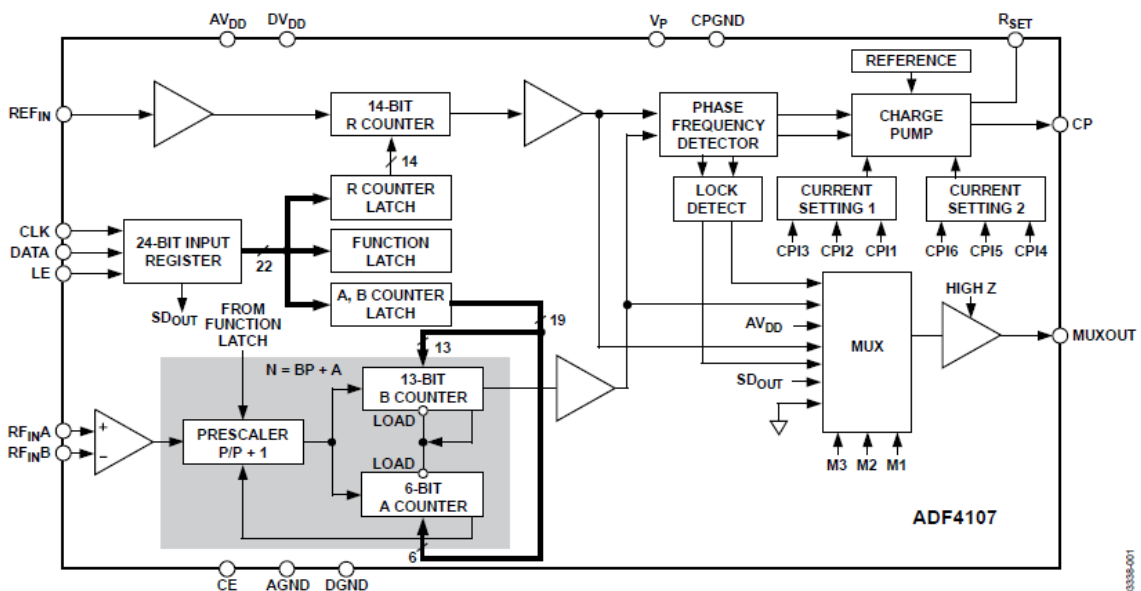 AVDD DVDD VP CPGND RSET
REFERENCE
REFIN
14-BIT
R COUNTER
PHASE
FREQUENCY
DETECTOR
CHARGE
PUMP
CP
14
R COUNTER
LATCH
LOCK
DETECT
CURRENT
SETTING 1
CURRENT
SETTING 2
CLK
DATA
LE
24-BIT INPUT
REGISTER
22
FUNCTION
LATCH
CPI3 CPI2 CPI1 CPI6 CPI5 CPI4
A, B COUNTER
LATCH
SDOUT
FROM
FUNCTION
LATCH
19
13
HIGH Z
AVDD
MUX
MUXOUT
SDOUT
N = BP + A
13-BIT
B COUNTER
LOAD
RFINA
RFINB
+
–
PRESCALER
P/P + 1
LOAD
6-BIT
A COUNTER
M3 M2 M1
6
ADF4107
CE AGND DGND
03338-001